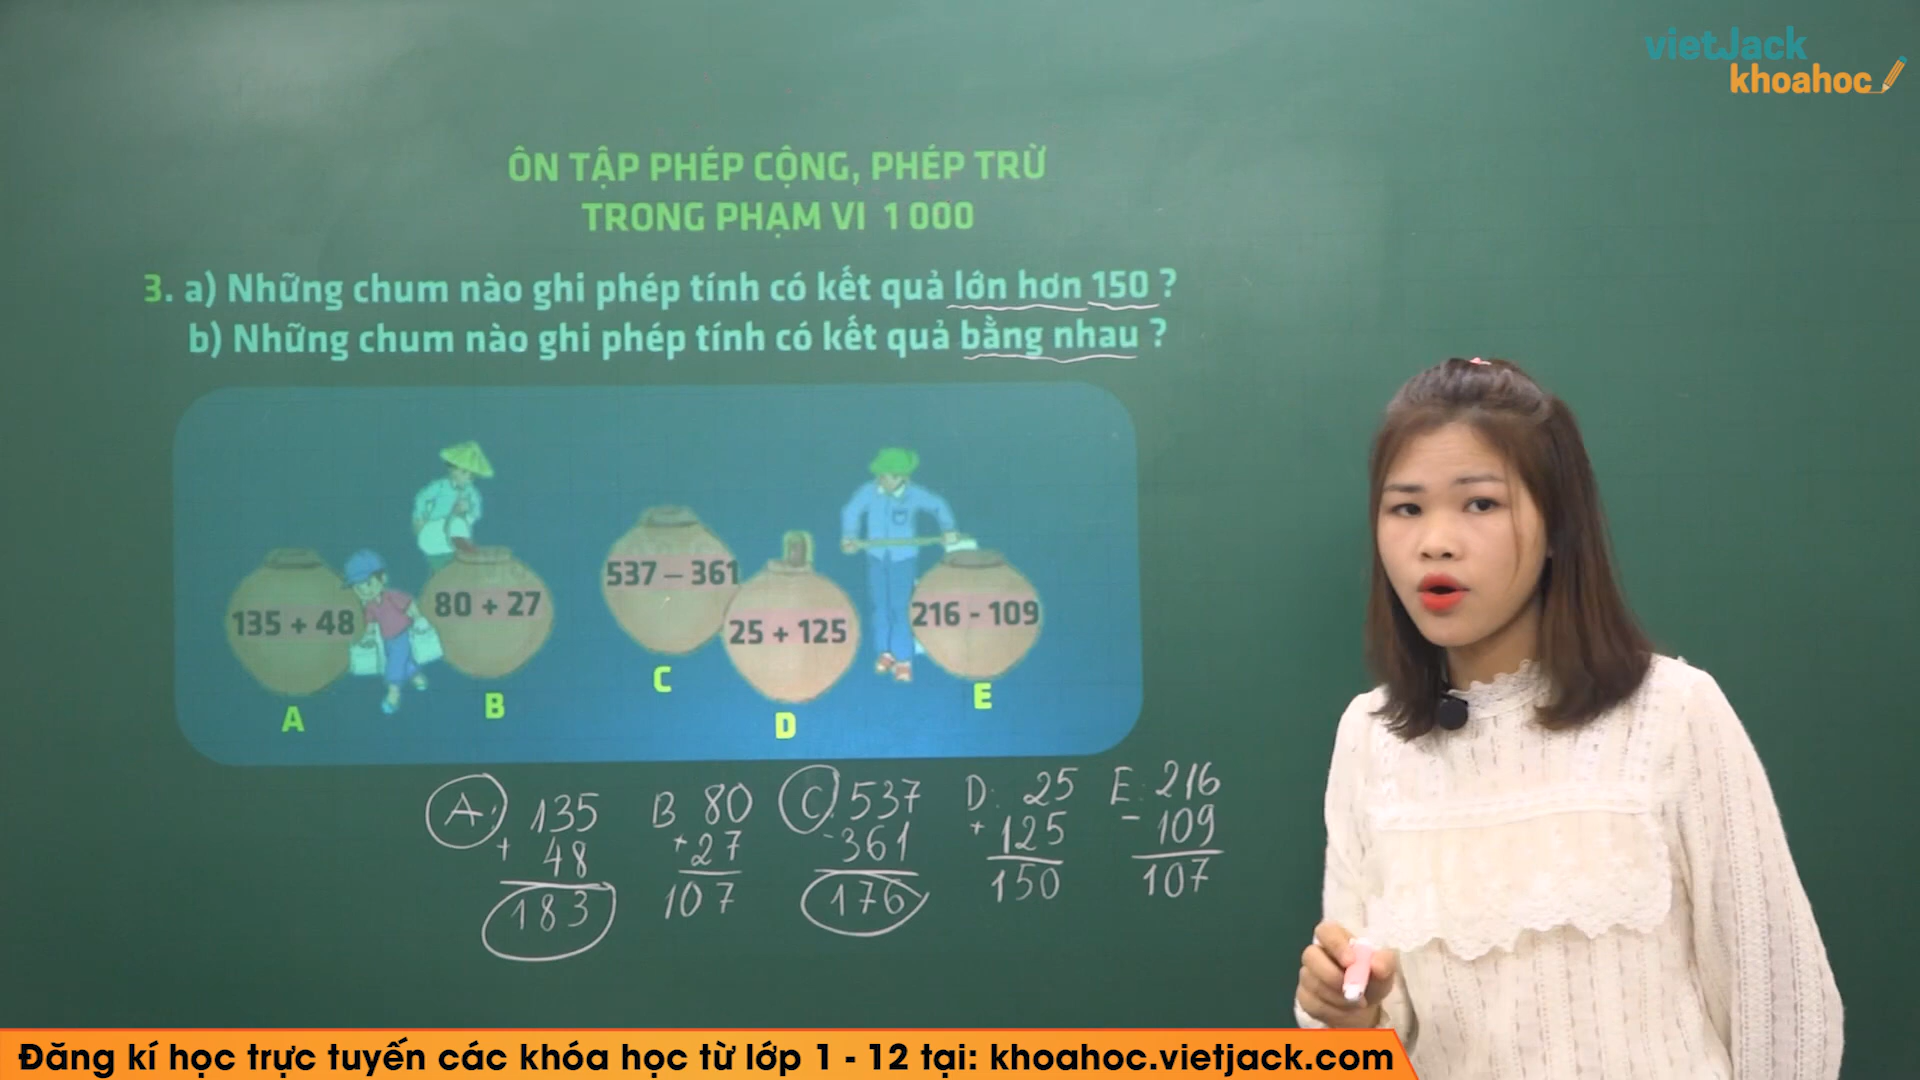 vietJack
khoahoc
ÔN TẬP PHÉP CỘNG, PHÉP TRỪ
TRONG PHẠM VI 1 000
3. a) Những chum nào ghi phép tính có kết quả lớn hơn 150 ?
b) Những chum nào ghi phép tính có kết quả bằng nhau ?
135 + 48
80 + 27
537 – 361
25 + 125
216 - 109
A
B
C
D
E
A: 135 + 48 183
B 80 + 27 107
C: 537 - 361 176
D: 25 + 125 150
E: 216 - 109 107
Đăng kí học trực tuyến các khóa học từ lớp 1 - 12 tại: khoahoc.vietjack.com